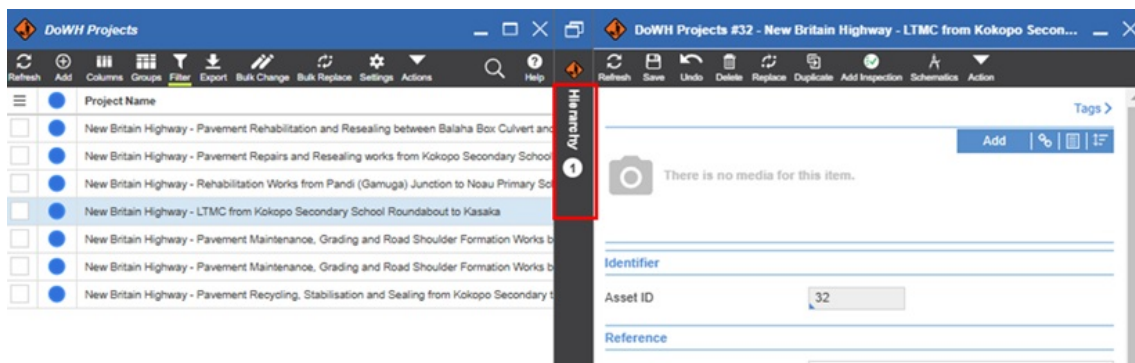 DoWH Projects
Refresh Add Columns Groups Filter Export Bulk Change Bulk Replace Settings Actions Help
Project Name
New Britain Highway - Pavement Rehabilitation and Resealing between Balaha Box Culvert and
New Britain Highway - Pavement Repairs and Resealing works from Kokopo Secondary School
New Britain Highway - Rehabilitation Works from Pandi (Gamuga) Junction to Noau Primary Sc
New Britain Highway - LTMC from Kokopo Secondary School Roundabout to Kasaka
New Britain Highway - Pavement Maintenance, Grading and Road Shoulder Formation Works b
New Britain Highway - Pavement Maintenance, Grading and Road Shoulder Formation Works b
New Britain Highway - Pavement Recycling, Stabilisation and Sealing from Kokopo Secondary t
Hierarchy 1
DoWH Projects #32 - New Britain Highway - LTMC from Kokopo Secon...
Refresh Save Undo Delete Replace Duplicate Add Inspection Schematics Action
Tags >
Add
There is no media for this item.
Identifier
Asset ID 32
Reference